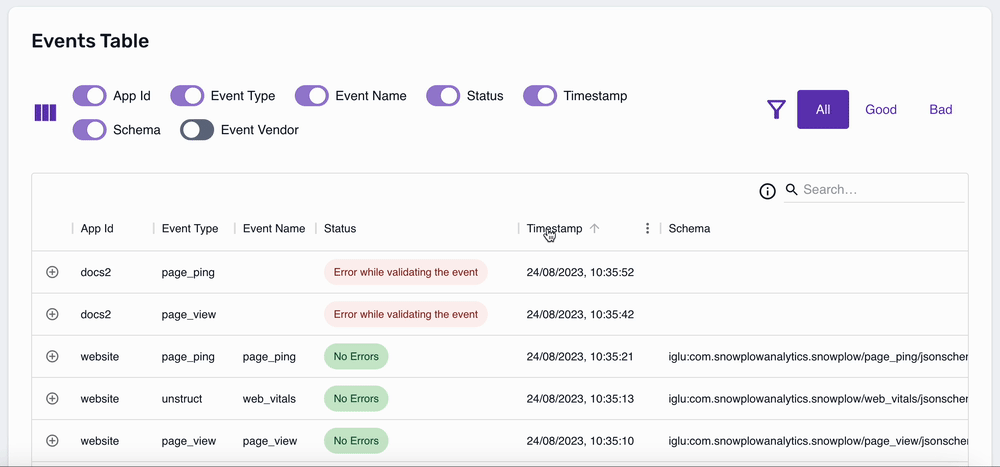 Events Table
App Id Event Type Event Name Status Timestamp
Schema Event Vendor
All Good Bad
Search...
App Id Event Type Event Name Status Timestamp Schema
docs2 page_ping Error while validating the event 24/08/2023, 10:35:52
docs2 page_view Error while validating the event 24/08/2023, 10:35:42
website page_ping page_ping No Errors 24/08/2023, 10:35:21 iglu:com.snowplowanalytics.snowplow/page_ping/jsonscher
website unstruct web_vitals No Errors 24/08/2023, 10:35:13 iglu:com.snowplowanalytics.snowplow/web_vitals/jsonscher
website page_view page_view No Errors 24/08/2023, 10:35:10 iglu:com.snowplowanalytics.snowplow/page_view/jsonscher